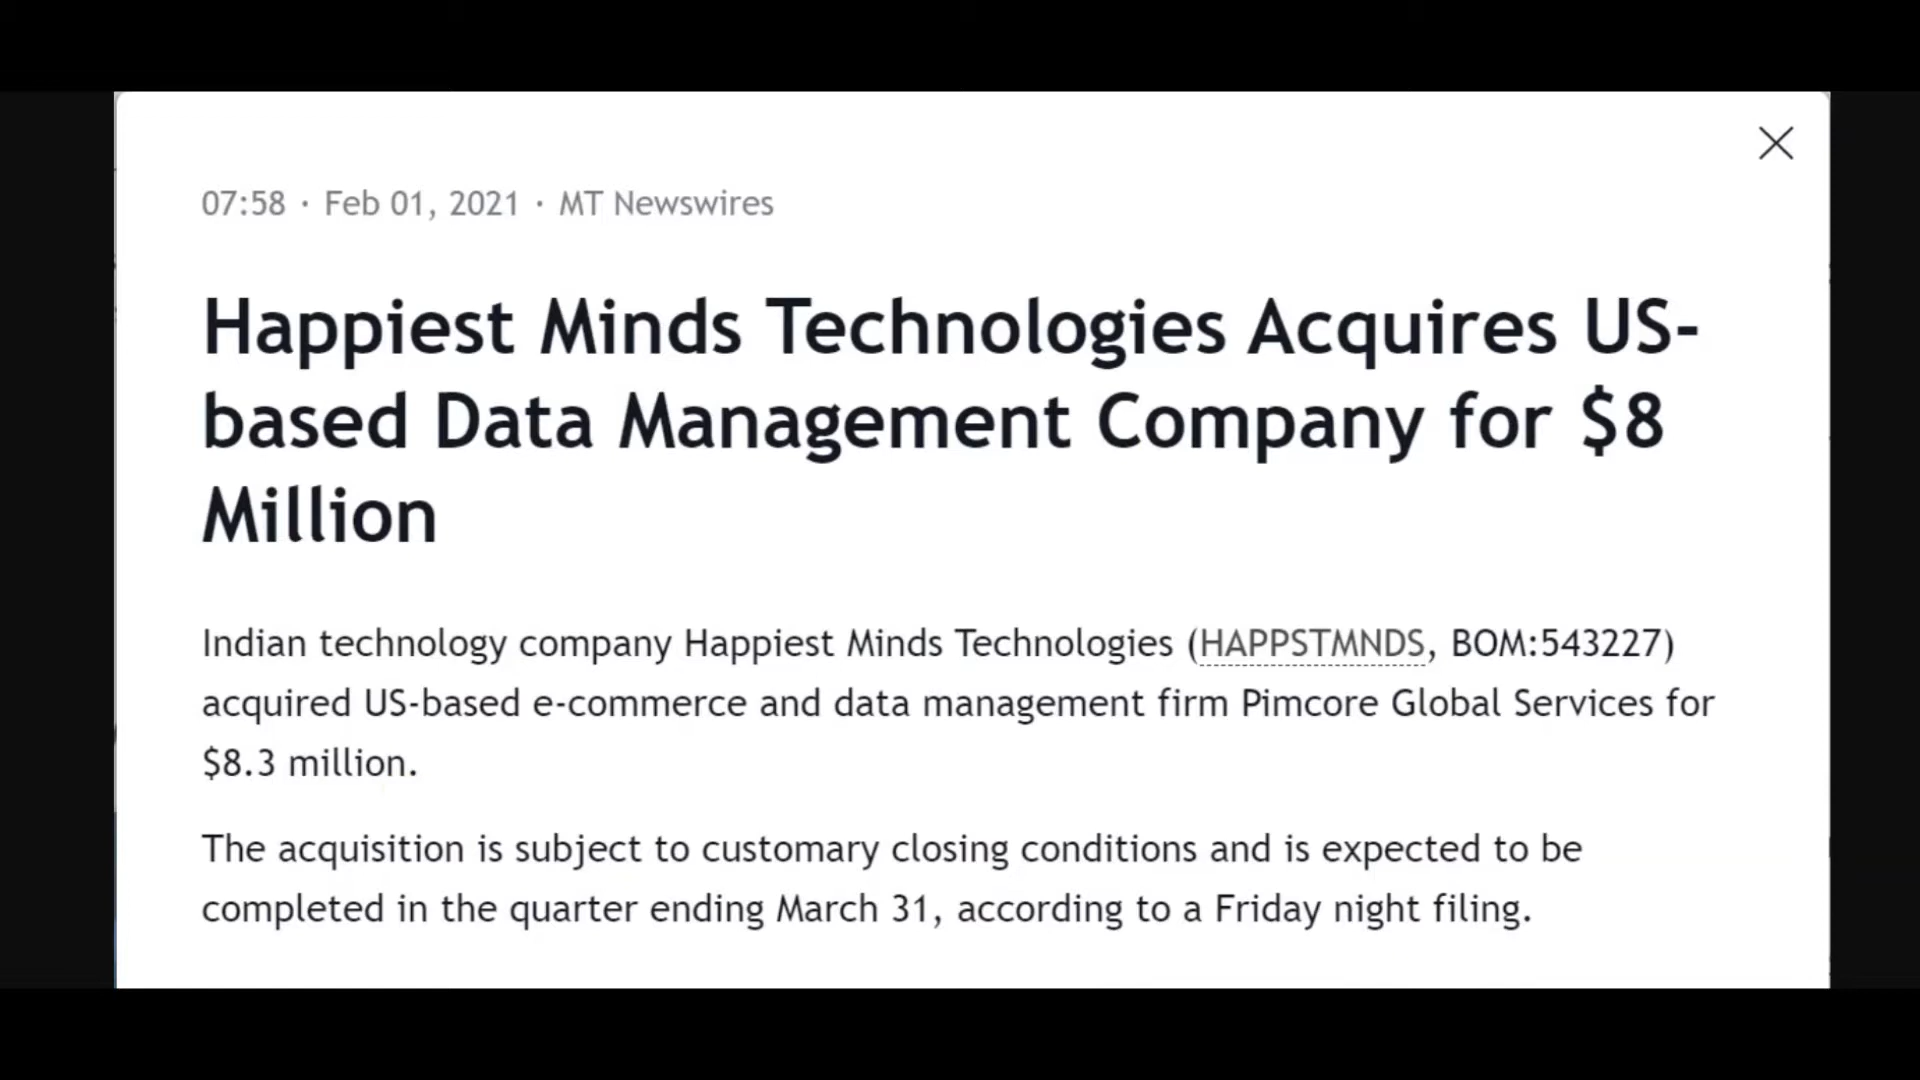 07:58 · Feb 01, 2021 · MT Newswires
Happiest Minds Technologies Acquires US-
based Data Management Company for $8
Million
Indian technology company Happiest Minds Technologies (HAPPSTMNDS, BOM:543227)
acquired US-based e-commerce and data management firm Pimcore Global Services for
$8.3 million.
The acquisition is subject to customary closing conditions and is expected to be
completed in the quarter ending March 31, according to a Friday night filing.